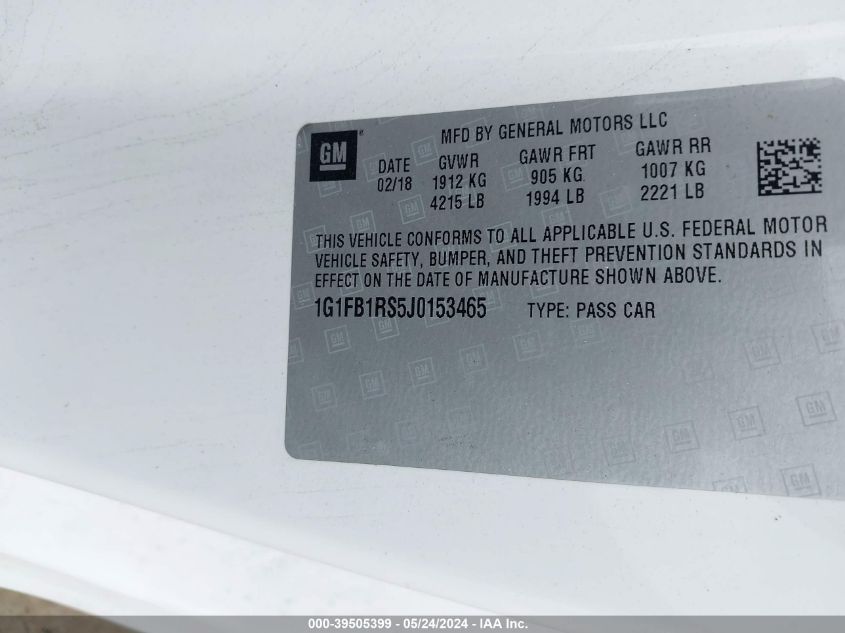 MFD BY GENERAL MOTORS LLC
GM
DATE GVWR GAWR FRT GAWR RR
02/18 1912 KG 905 KG 1007 KG
4215 LB 1994 LB 2221 LB
THIS VEHICLE CONFORMS TO ALL APPLICABLE U.S. FEDERAL MOTOR
VEHICLE SAFETY, BUMPER, AND THEFT PREVENTION STANDARDS IN
EFFECT ON THE DATE OF MANUFACTURE SHOWN ABOVE.
1G1FB1RS5J0153465 TYPE: PASS CAR
000-39505399 - 05/24/2024 - IAA Inc.